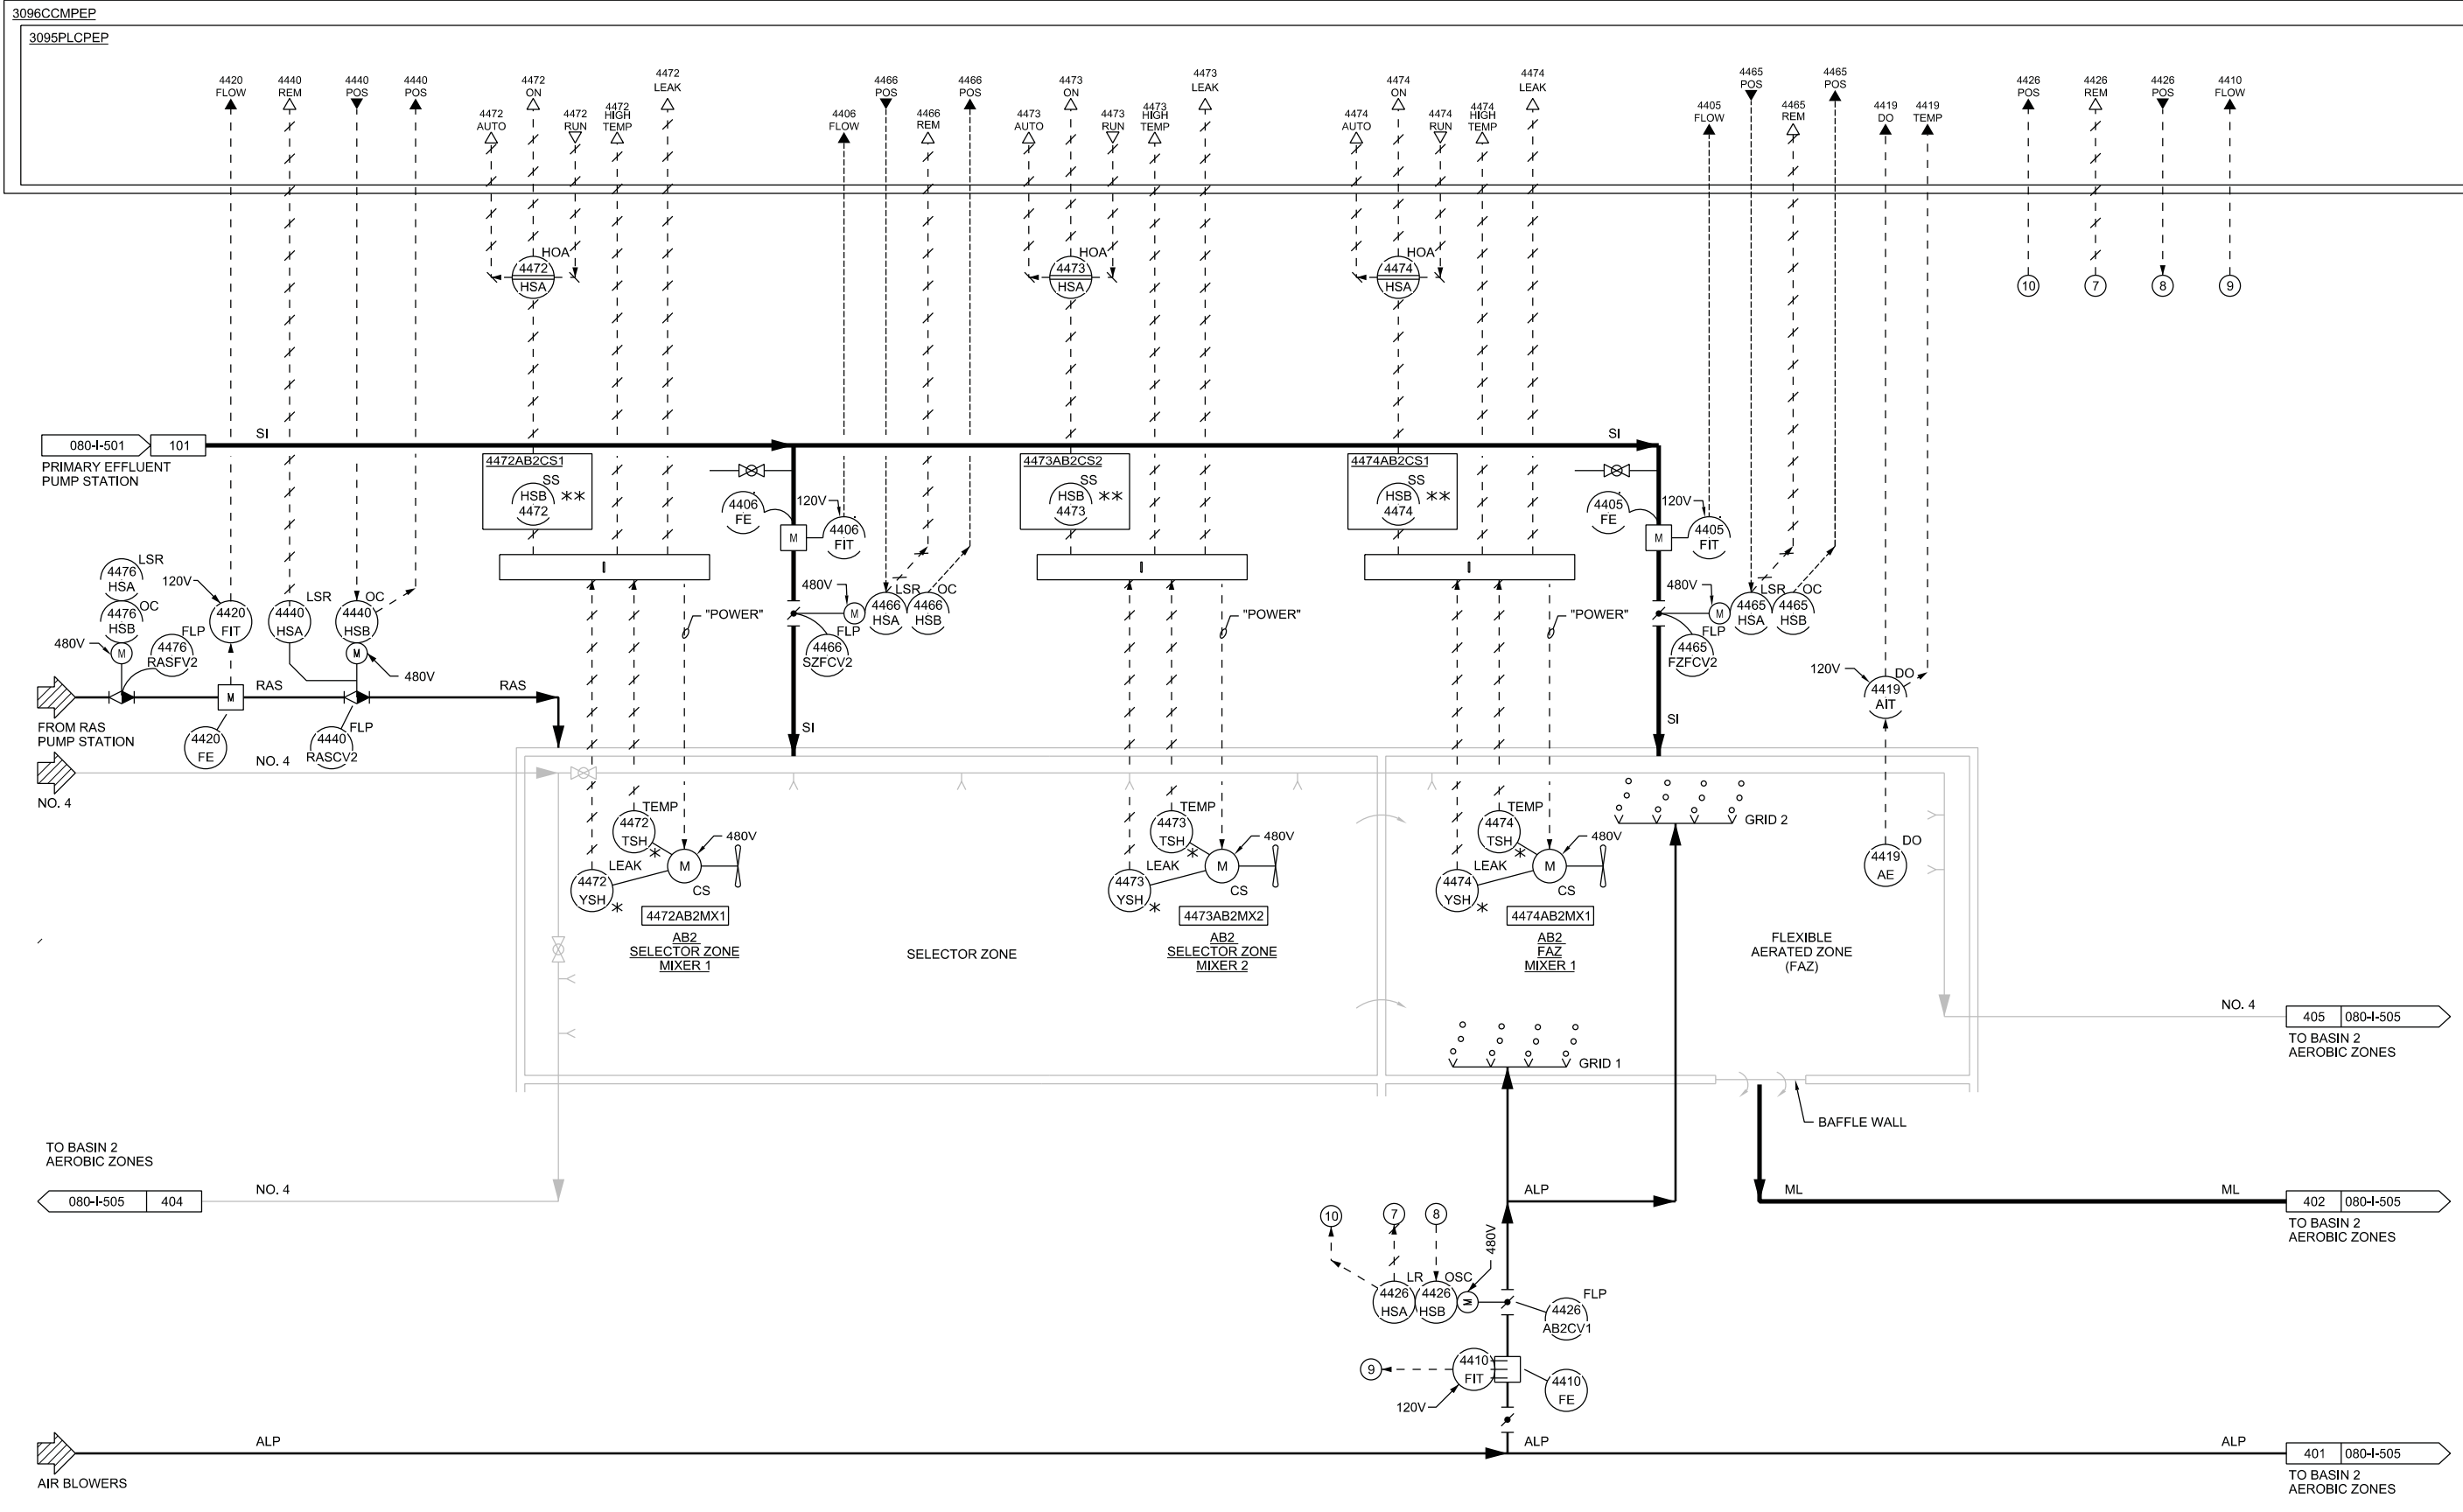 3096CCMPEP
3095PLCPEP
4420
FLOW
4440
REM
4440
POS
4440
POS
4472
AUTO
4472
ON
4472
RUN
4472
HIGH
TEMP
4472
LEAK
4406
FLOW
4466
POS
4466
REM
4466
POS
4473
AUTO
4473
ON
4473
RUN
4473
HIGH
TEMP
4473
LEAK
4474
AUTO
4474
ON
4474
RUN
4474
HIGH
TEMP
4474
LEAK
4405
FLOW
4465
POS
4465
REM
4465
POS
4419
DO
4419
TEMP
4426
POS
4426
REM
4426
POS
4410
FLOW
HOA
4472
HSA
HOA
4473
HSA
HOA
4474
HSA
10
7
8
9
080-I-501 101
PRIMARY EFFLUENT
PUMP STATION
SI
SI
4472AB2CS1
SS
HSB **
4472
4406
FE
120V
M
4406
FIT
4473AB2CS2
SS
HSB **
4473
4474AB2CS1
SS
HSB **
4474
4405
FE
120V
M
4405
FIT
I
I
I
4476
HSA
LSR
4476
HSB
OC
480V
M
4476
RASFV2
FLP
120V
4420
FIT
LSR
4440
HSA
OC
4440
HSB
M
480V
"POWER"
480V
M
LSR
4466
HSA
OC
4466
HSB
FLP
4466
SZFCV2
"POWER"
"POWER"
480V
M
LSR
4465
HSA
OC
4465
HSB
FLP
4465
FZFCV2
120V
DO
4419
AIT
FROM RAS
PUMP STATION
M
RAS
RAS
4420
FE
FLP
4440
RASCV2
SI
SI
NO. 4
NO. 4
TEMP
4472
TSH
*
LEAK
4472
YSH
*
M
480V
CS
4472AB2MX1
AB2
SELECTOR ZONE
MIXER 1
SELECTOR ZONE
TEMP
4473
TSH
*
LEAK
4473
YSH
*
M
480V
CS
4473AB2MX2
AB2
SELECTOR ZONE
MIXER 2
TEMP
4474
TSH
*
LEAK
4474
YSH
*
M
480V
CS
4474AB2MX1
AB2
FAZ
MIXER 1
GRID 2
DO
4419
AE
FLEXIBLE
AERATED ZONE
(FAZ)
GRID 1
NO. 4
405 080-I-505
TO BASIN 2
AEROBIC ZONES
BAFFLE WALL
TO BASIN 2
AEROBIC ZONES
080-I-505 404
NO. 4
ALP
ML
ML
402 080-I-505
TO BASIN 2
AEROBIC ZONES
10
7
8
480V
LR
4426
HSA
OSC
4426
HSB
M
FLP
4426
AB2CV1
9
4410
FIT
120V
4410
FE
ALP
ALP
ALP
AIR BLOWERS
401 080-I-505
TO BASIN 2
AEROBIC ZONES